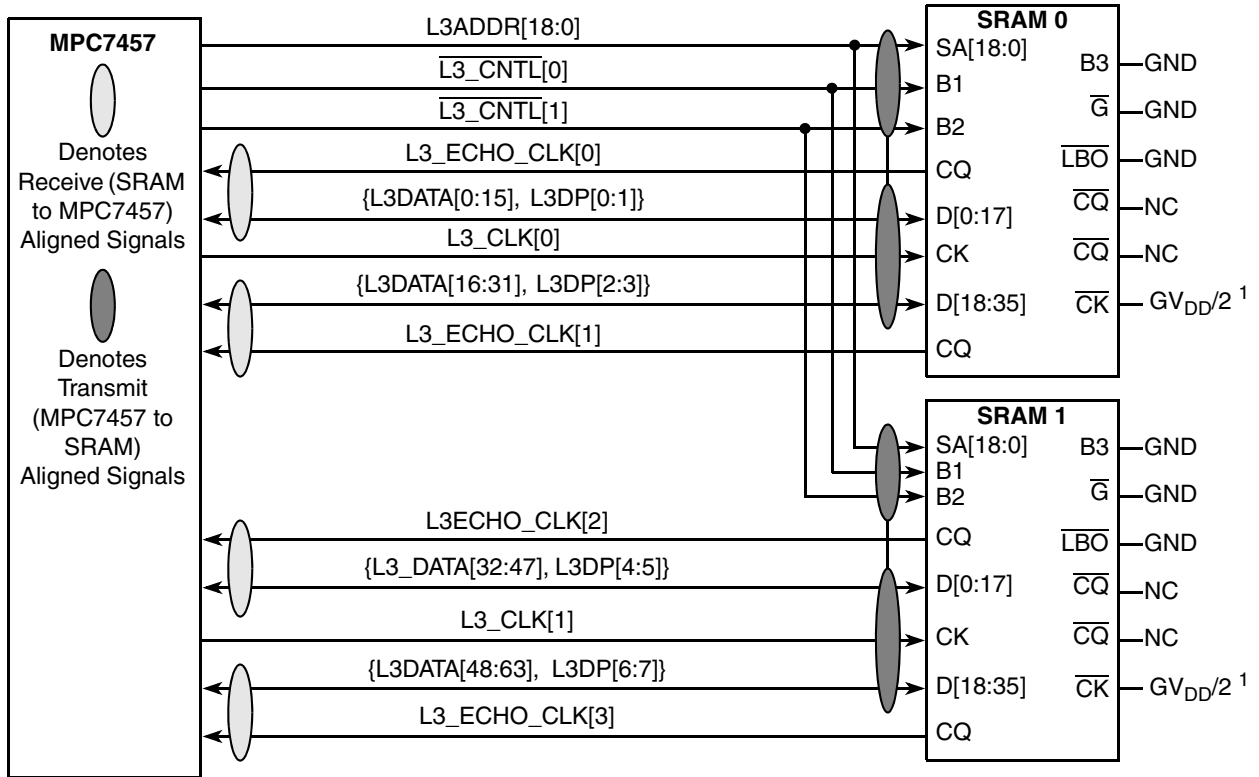 MPC7457
Denotes
Receive (SRAM
to MPC7457)
Aligned Signals
Denotes
Transmit
(MPC7457 to
SRAM)
Aligned Signals
L3ADDR[18:0]
L3_CNTL[0]
L3_CNTL[1]
L3_ECHO_CLK[0]
{L3DATA[0:15], L3DP[0:1]}
L3_CLK[0]
{L3DATA[16:31], L3DP[2:3]}
L3_ECHO_CLK[1]
L3ECHO_CLK[2]
{L3_DATA[32:47], L3DP[4:5]}
L3_CLK[1]
{L3DATA[48:63], L3DP[6:7]}
L3_ECHO_CLK[3]
SRAM 0
SA[18:0]
B1
B2
CQ
D[0:17]
CK
D[18:35]
CQ
B3 GND
G GND
LBO GND
CQ NC
CQ NC
CK GVDD/2 1
SRAM 1
SA[18:0]
B1
B2
CQ
D[0:17]
CK
D[18:35]
CQ
B3 GND
G GND
LBO GND
CQ NC
CQ NC
CK GVDD/2 1